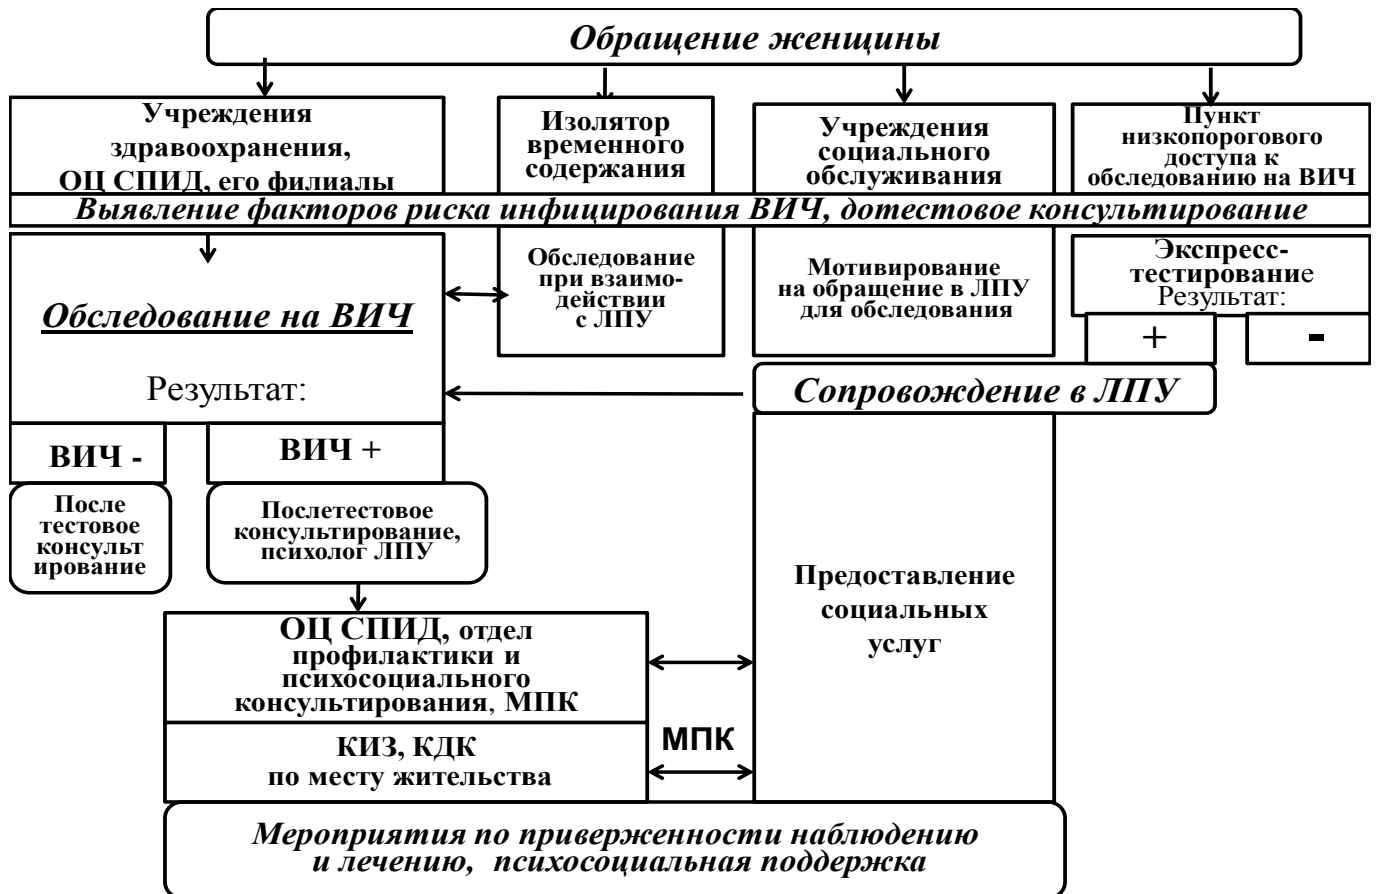 Обращение женщины
Учреждения
здравоохранения,
ОЦ СПИД, его филиалы
Изолятор
временного
содержания
Учреждения
социального
обслуживания
Пункт
низкопорогового
доступа к
обследованию на ВИЧ
Выявление факторов риска инфицирования ВИЧ, дотестовое консультирование
Обследование на ВИЧ
Результат:
Обследование
при взаимо-
действии
с ЛПУ
Мотивирование
на обращение в ЛПУ
для обследования
Экспресс-
тестирование
Результат:
+
-
Сопровождение в ЛПУ
ВИЧ -
ВИЧ +
После
тестовое
консульт
ирование
Послетестовое
консультирование,
психолог ЛПУ
Предоставление
социальных
услуг
ОЦ СПИД, отдел
профилактики и
психосоциального
консультирования, МПК
МПК
КИЗ, КДК
по месту жительства
Мероприятия по приверженности наблюдению
и лечению, психосоциальная поддержка